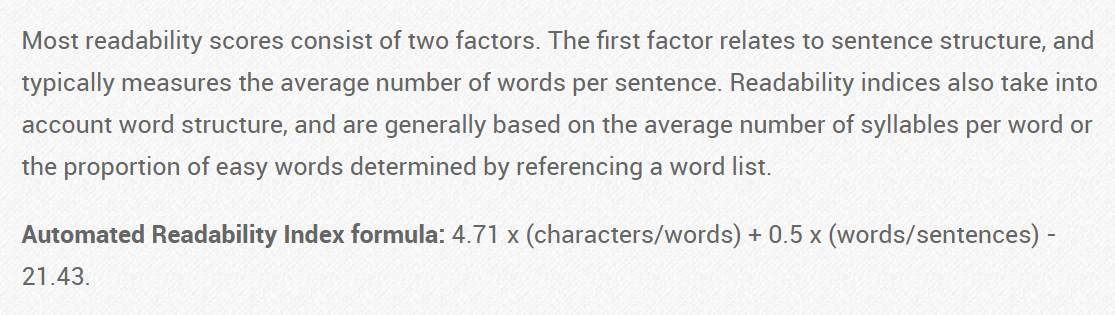 Most readability scores consist of two factors. The first factor relates to sentence structure, and
typically measures the average number of words per sentence. Readability indices also take into
account word structure, and are generally based on the average number of syllables per word or
the proportion of easy words determined by referencing a word list.
Automated Readability Index formula: 4.71 x (characters/words) + 0.5 x (words/sentences) -
21.43.